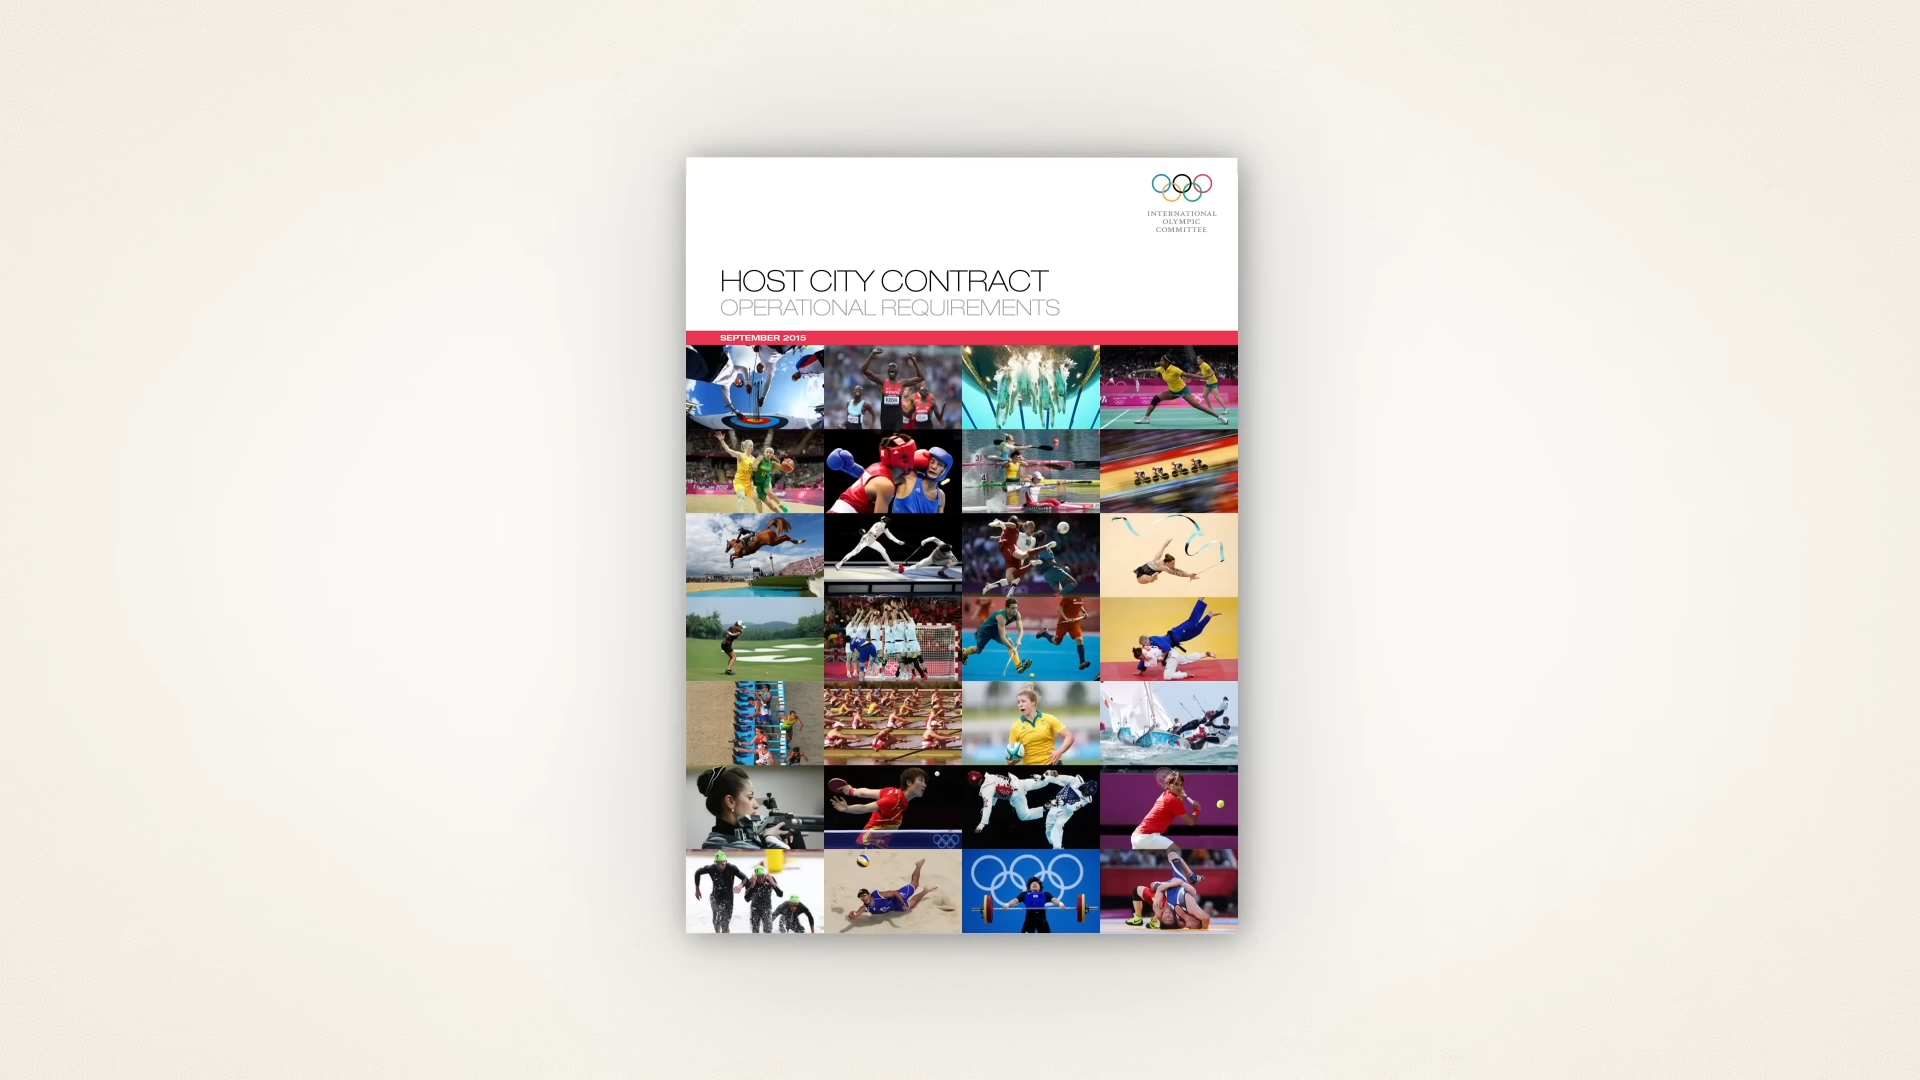 INTERNATIONAL
OLYMPIC
COMMITTEE
HOST CITY CONTRACT
OPERATIONAL REQUIREMENTS
SEPTEMBER 2015